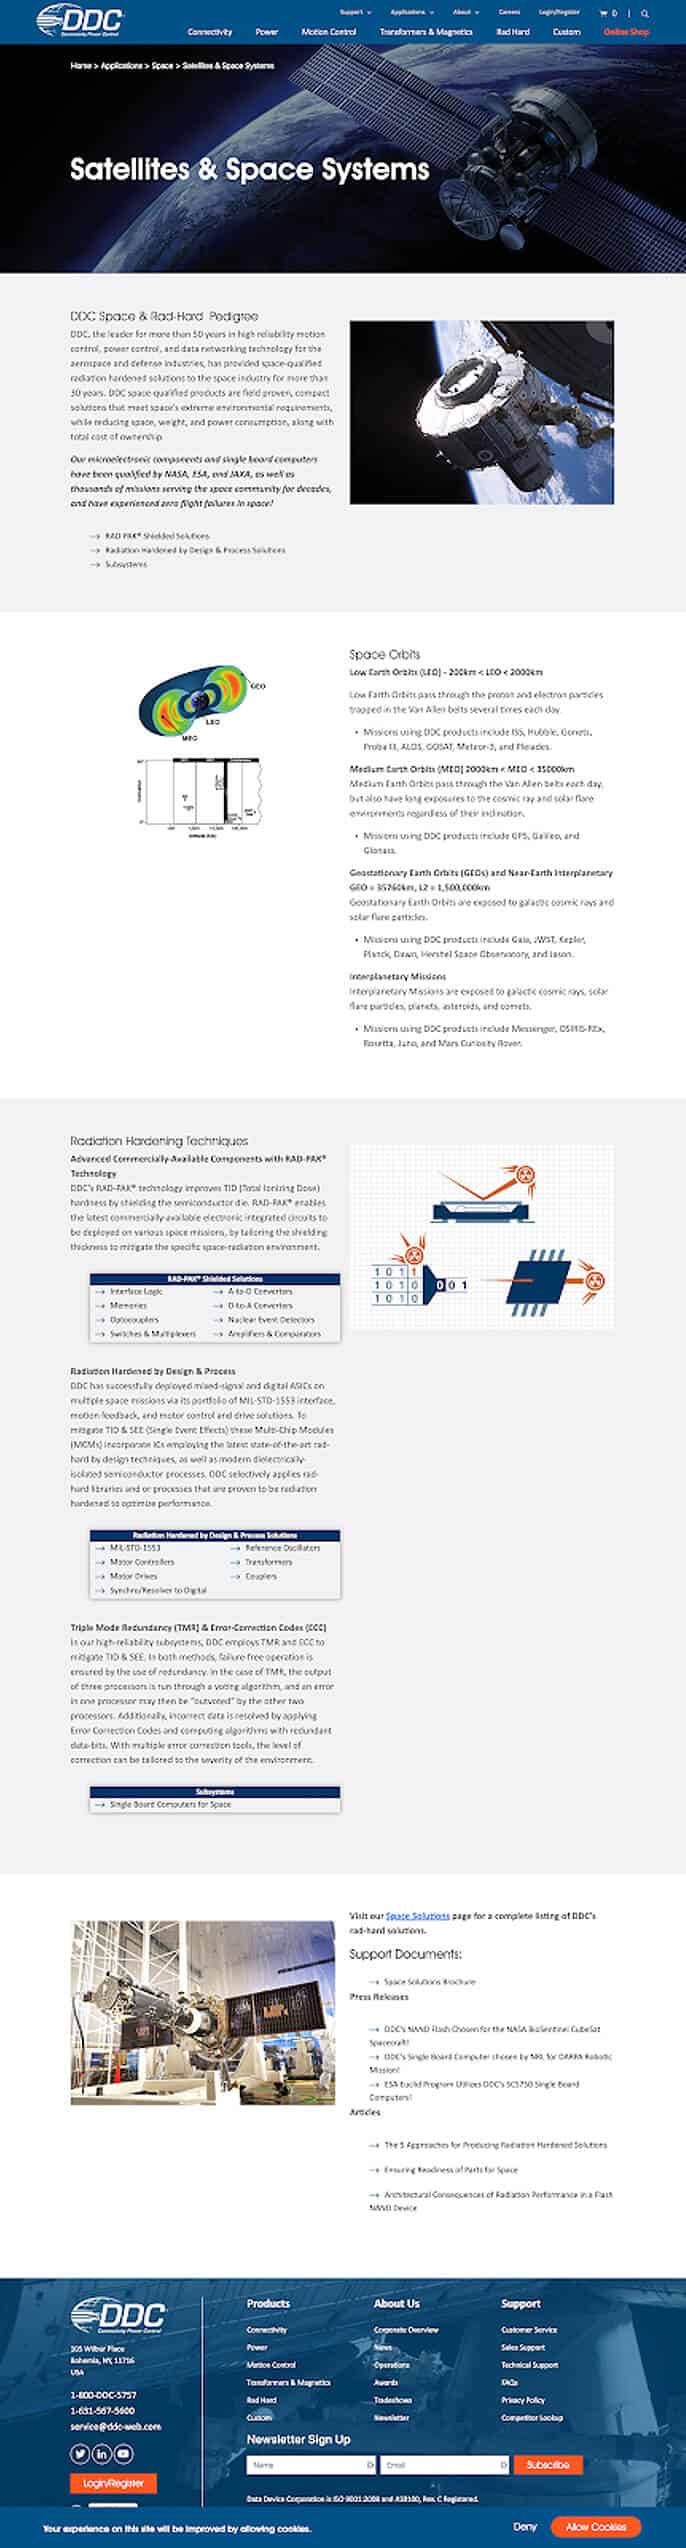 DDC
Connectivity Power Control
Support
Applications
About
Careers
Login/Register
0
Connectivity
Power
Motion Control
Transformers & Magnetics
Rad Hard
Custom
Online Shop
Home > Applications > Space > Satellites & Space Systems
Satellites & Space Systems
DDC Space & Rad-Hard Pedigree
DDC, the leader for more than 50 years in high reliability motion
control, power control, and data networking technology for the
aerospace and defense industries, has provided space-qualified
radiation hardened solutions to the space industry for more than
30 years. DDC space qualified products are field proven, compact
solutions that meet space's extreme environmental requirements,
while reducing space, weight, and power consumption, along with
total cost of ownership.
Our microelectronic components and single board computers
have been qualified by NASA, ESA, and JAXA, as well as
thousands of missions serving the space community for decades,
and have experienced zero flight failures in space!
→ RAD PAK® Shielded Solutions
→ Radiation Hardened by Design & Process Solutions
→ Subsystems
GEO
LEO
MEO
Space Orbits
Low Earth Orbits (LEO) - 200km < LEO < 2000km
Low Earth Orbits pass through the proton and electron particles
trapped in the Van Allen belts several times each day.
• Missions using DDC products include ISS, Hubble, Gonets,
Proba II, ALOS, GOSAT, Meteor-3, and Pleiades.
Medium Earth Orbits (MEO) 2000km < MEO < 35000km
Medium Earth Orbits pass through the Van Allen belts each day,
but also have long exposures to the cosmic ray and solar flare
environments regardless of their inclination.
• Missions using DDC products include GPS, Galileo, and
Glonass.
Geostationary Earth Orbits (GEOs) and Near-Earth Interplanetary
GEO = 35760km, L2 = 1,500,000km
Geostationary Earth Orbits are exposed to galactic cosmic rays and
solar flare particles.
• Missions using DDC products include Gaia, JWST, Kepler,
Planck, Dawn, Hershel Space Observatory, and Jason.
Interplanetary Missions
Interplanetary Missions are exposed to galactic cosmic rays, solar
flare particles, planets, asteroids, and comets.
• Missions using DDC products include Messenger, OSIRIS-REx,
Rosetta, Juno, and Mars Curiosity Rover.
Radiation Hardening Techniques
Advanced Commercially-Available Components with RAD-PAK®
Technology
DDC's RAD-PAK® technology improves TID (Total Ionizing Dose)
hardness by shielding the semiconductor die. RAD-PAK® enables
the latest commercially-available electronic integrated circuits to
be deployed on various space missions, by tailoring the shielding
thickness to mitigate the specific space-radiation environment.
RAD-PAK® Shielded Solutions
→ Interface Logic
→ A-to-D Converters
→ Memories
→ D-to-A Converters
→ Optocouplers
→ Nuclear Event Detectors
→ Switches & Multiplexers
→ Amplifiers & Comparators
1 0 1 1
1 0 1 0
1 0 1 0
0 0 1
Radiation Hardened by Design & Process
DDC has successfully deployed mixed-signal and digital ASICs on
multiple space missions via its portfolio of MIL-STD-1553 interface,
motion feedback, and motor control and drive solutions. To
mitigate TID & SEE (Single Event Effects) these Multi-Chip Modules
(MCMs) incorporate ICs employing the latest state-of-the-art rad-
hard by design techniques, as well as modern dielectrically-
isolated semiconductor processes. DDC selectively applies rad-
hard libraries and or processes that are proven to be radiation
hardened to optimize performance.
Radiation Hardened by Design & Process Solutions
→ MIL-STD-1553
→ Reference Oscillators
→ Motor Controllers
→ Transformers
→ Motor Drives
→ Couplers
→ Synchro/Resolver to Digital
Triple Mode Redundancy (TMR) & Error-Correction Codes (ECC)
In our high-reliability subsystems, DDC employs TMR and ECC to
mitigate TID & SEE. In both methods, failure-free operation is
ensured by the use of redundancy. In the case of TMR, the output
of three processors is run through a voting algorithm, and an error
in one processor may then be "outvoted" by the other two
processors. Additionally, incorrect data is resolved by applying
Error Correction Codes and computing algorithms with redundant
data-bits. With multiple error correction tools, the level of
correction can be tailored to the severity of the environment.
Subsystems
→ Single Board Computers for Space
Visit our Space Solutions page for a complete listing of DDC's
rad-hard solutions.
Support Documents:
→ Space Solutions Brochure
Press Releases
→ DDC's NAND Flash Chosen for the NASA BioSentinel CubeSat
Spacecraft!
→ DDC's Single Board Computer chosen by NRL for DARPA Robotic
Mission!
→ ESA Euclid Program Utilizes DDC's SCS750 Single Board
Computers!
Articles
→ The 3 Approaches for Producing Radiation Hardened Solutions
→ Ensuring Readiness of Parts for Space
→ Architectural Consequences of Radiation Performance in a Flash
NAND Device
DDC
Connectivity Power Control
105 Wilbur Place
Bohemia, NY, 11716
USA
1-800-DDC-5757
1-631-567-5600
service@ddc-web.com
Login/Register
Products
Connectivity
Power
Motion Control
Transformers & Magnetics
Rad Hard
Custom
About Us
Corporate Overview
News
Operations
Awards
Tradeshows
Newsletter
Support
Customer Service
Sales Support
Technical Support
FAQs
Privacy Policy
Competitor Lookup
Newsletter Sign Up
Name
Email
Subscribe
Data Device Corporation is ISO 9001:2008 and AS9100, Rev. C Registered.
Your experience on this site will be improved by allowing cookies.
Deny
Allow Cookies